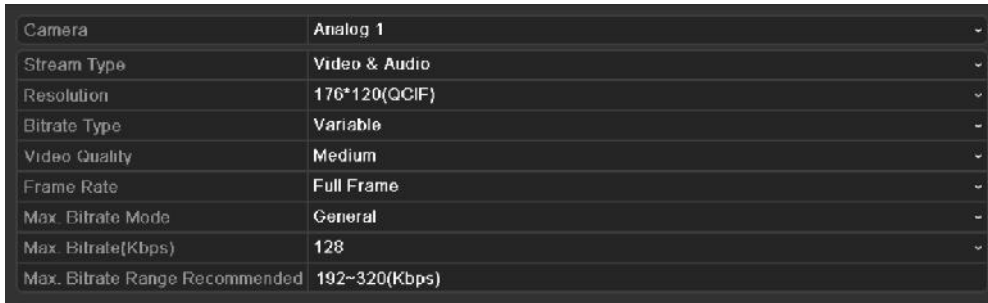 Camera Analog 1
Stream Type Video & Audio
Resolution 176*120(QCIF)
Bitrate Type Variable
Video Quality Medium
Frame Rate Full Frame
Max. Bitrate Mode General
Max. Bitrate(Kbps) 128
Max. Bitrate Range Recommended 192~320(Kbps)